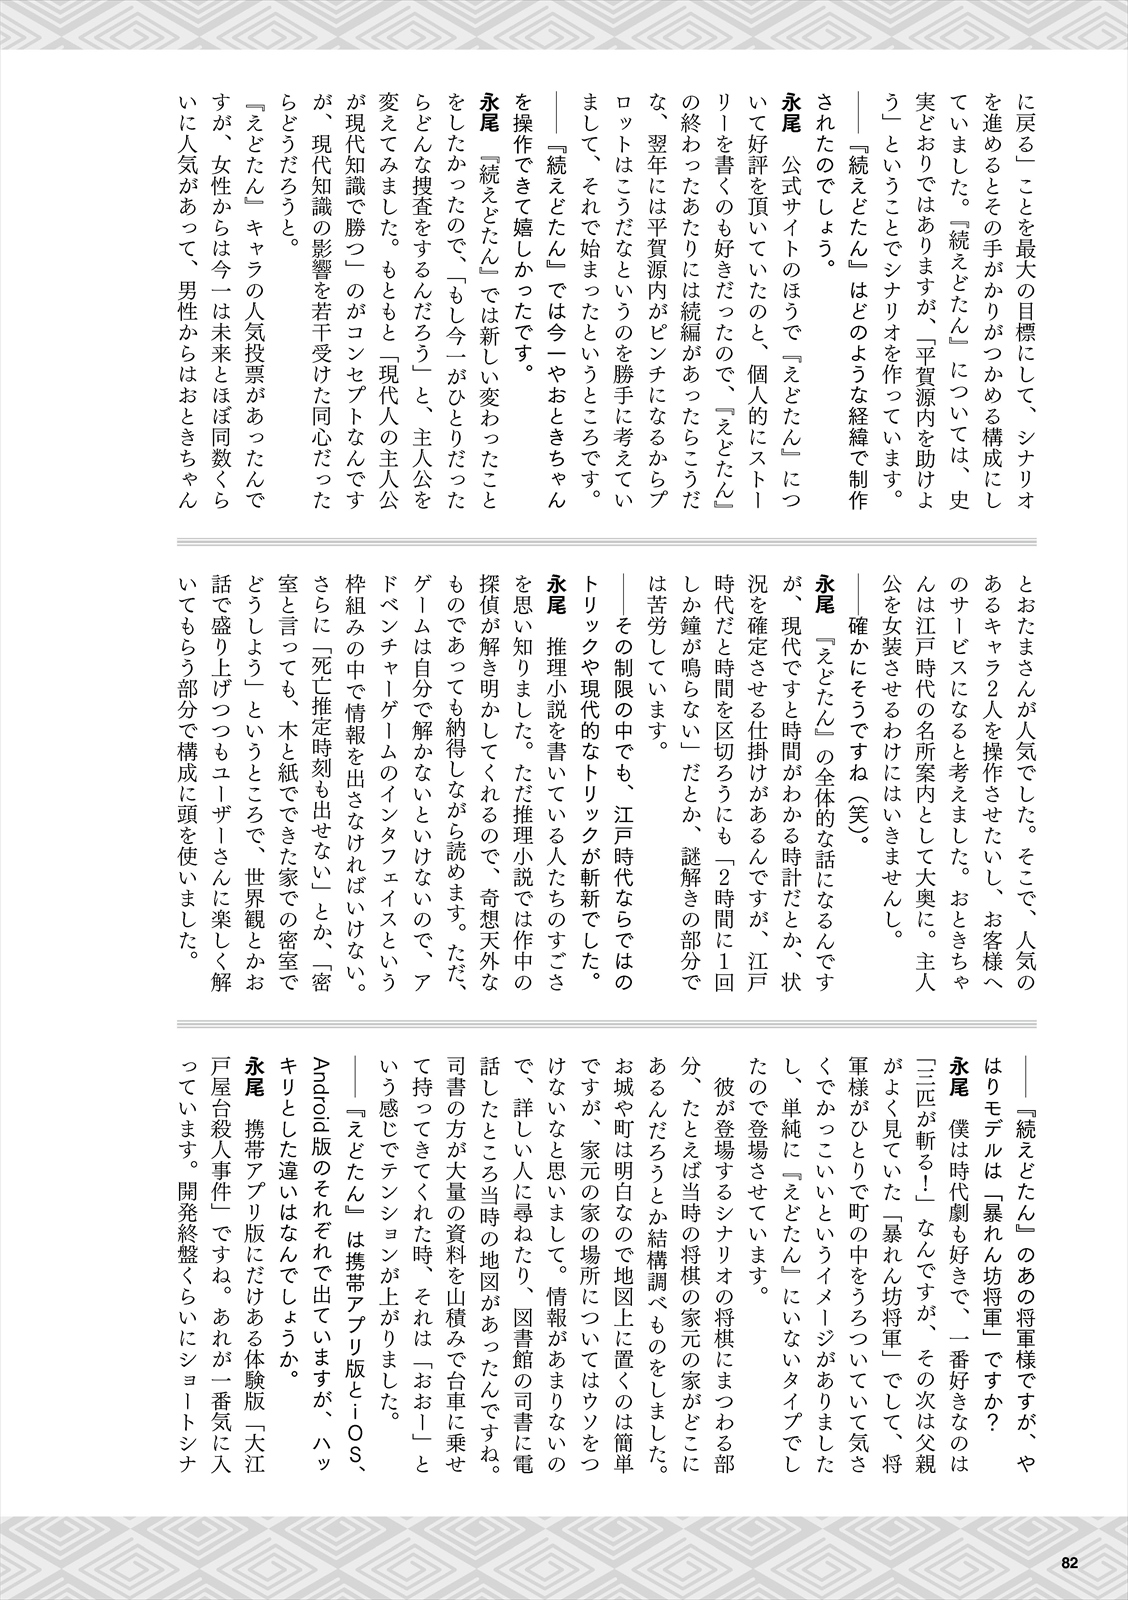 に戻る」ことを最大の目標にして、シナリオ
を進めるとその手がかりがつかめる構成にし
ていました。『続えどたん』については、史
実どおりではありますが、「平賀源内を助けよ
う」ということでシナリオを作っています。
──『続えどたん』はどのような経緯で制作
されたのでしょう。
永尾　公式サイトのほうで『えどたん』につ
いて好評を頂いていたのと、個人的にストー
リーを書くのも好きだったので、『えどたん』
の終わったあたりには続編があったらこうだ
な、翌年には平賀源内がピンチになるからプ
ロットはこうだなというのを勝手に考えてい
まして、それで始まったというところです。
──『続えどたん』では今一やおときちゃん
を操作できて嬉しかったです。
永尾　『続えどたん』では新しい変わったこと
をしたかったので、「もし今一がひとりだった
らどんな捜査をするんだろう」と、主人公を
変えてみました。もともと「現代人の主人公
が現代知識で勝つ」のがコンセプトなんです
が、現代知識の影響を若干受けた同心だった
らどうだろうと。
『えどたん』キャラの人気投票があったんで
すが、女性からは今一は未来とほぼ同数くら
いに人気があって、男性からはおときちゃん
とおたまさんが人気でした。そこで、人気の
あるキャラ２人を操作させたいし、お客様へ
のサービスになると考えました。おときちゃ
んは江戸時代の名所案内として大奥に。主人
公を女装させるわけにはいきませんし。
──確かにそうですね（笑）。
永尾　『えどたん』の全体的な話になるんです
が、現代ですと時間がわかる時計だとか、状
況を確定させる仕掛けがあるんですが、江戸
時代だと時間を区切ろうにも「２時間に１回
しか鐘が鳴らない」だとか、謎解きの部分で
は苦労しています。
──その制限の中でも、江戸時代ならではの
トリックや現代的なトリックが斬新でした。
永尾　推理小説を書いている人たちのすごさ
を思い知りました。ただ推理小説では作中の
探偵が解き明かしてくれるので、奇想天外な
ものであっても納得しながら読めます。ただ、
ゲームは自分で解かないといけないので、ア
ドベンチャーゲームのインタフェイスという
枠組みの中で情報を出さなければいけない。
さらに「死亡推定時刻も出せない」とか、「密
室と言っても、木と紙でできた家での密室で
どうしよう」というところで、世界観とかお
話で盛り上げつつもユーザーさんに楽しく解
いてもらう部分で構成に頭を使いました。
──『続えどたん』のあの将軍様ですが、や
はりモデルは「暴れん坊将軍」ですか？
永尾　僕は時代劇も好きで、一番好きなのは
「三匹が斬る！」なんですが、その次は父親
がよく見ていた「暴れん坊将軍」でして、将
軍様がひとりで町の中をうろついていて気さ
くでかっこいいというイメージがありました
し、単純に『えどたん』にいないタイプでし
たので登場させています。
　彼が登場するシナリオの将棋にまつわる部
分、たとえば当時の将棋の家元の家がどこに
あるんだろうとか結構調べものをしました。
お城や町は明白なので地図上に置くのは簡単
ですが、家元の家の場所についてはウソをつ
けないなと思いまして。情報があまりないの
で、詳しい人に尋ねたり、図書館の司書に電
話したところ当時の地図があったんですね。
司書の方が大量の資料を山積みで台車に乗せ
て持ってきてくれた時、それは「おおー」と
いう感じでテンションが上がりました。
──『えどたん』は携帯アプリ版とｉＯＳ、
Android版のそれぞれで出ていますが、ハッ
キリとした違いはなんでしょうか。
永尾　携帯アプリ版にだけある体験版「大江
戸屋台殺人事件」ですね。あれが一番気に入
っています。開発終盤くらいにショートシナ
82